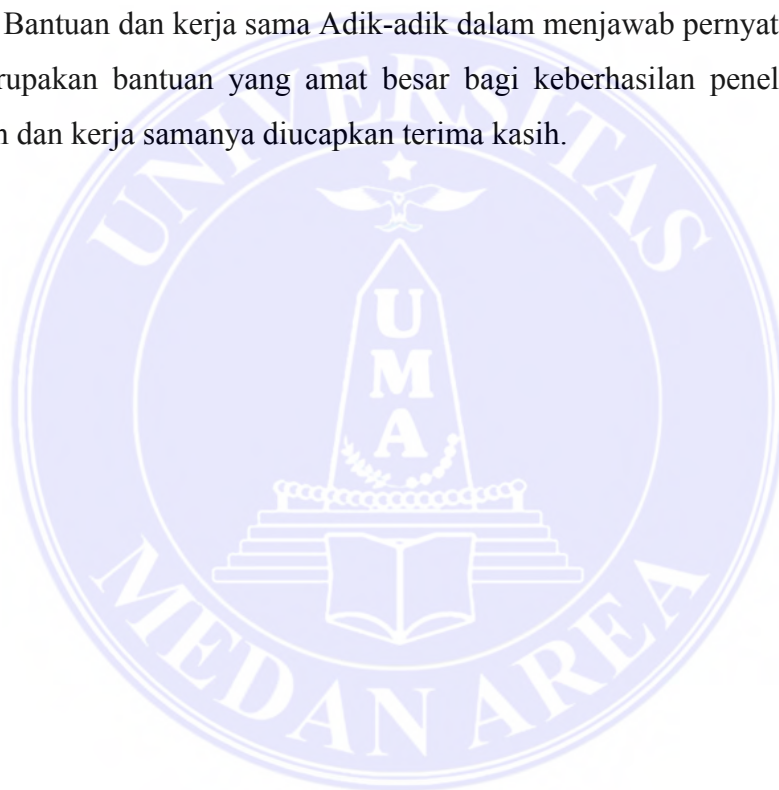 Bantuan dan kerja sama Adik-adik dalam menjawab pernyat
rupakan bantuan yang amat besar bagi keberhasilan penel
n dan kerja samanya diucapkan terima kasih.
UNIVERSITAS
UMA
MEDAN AREA